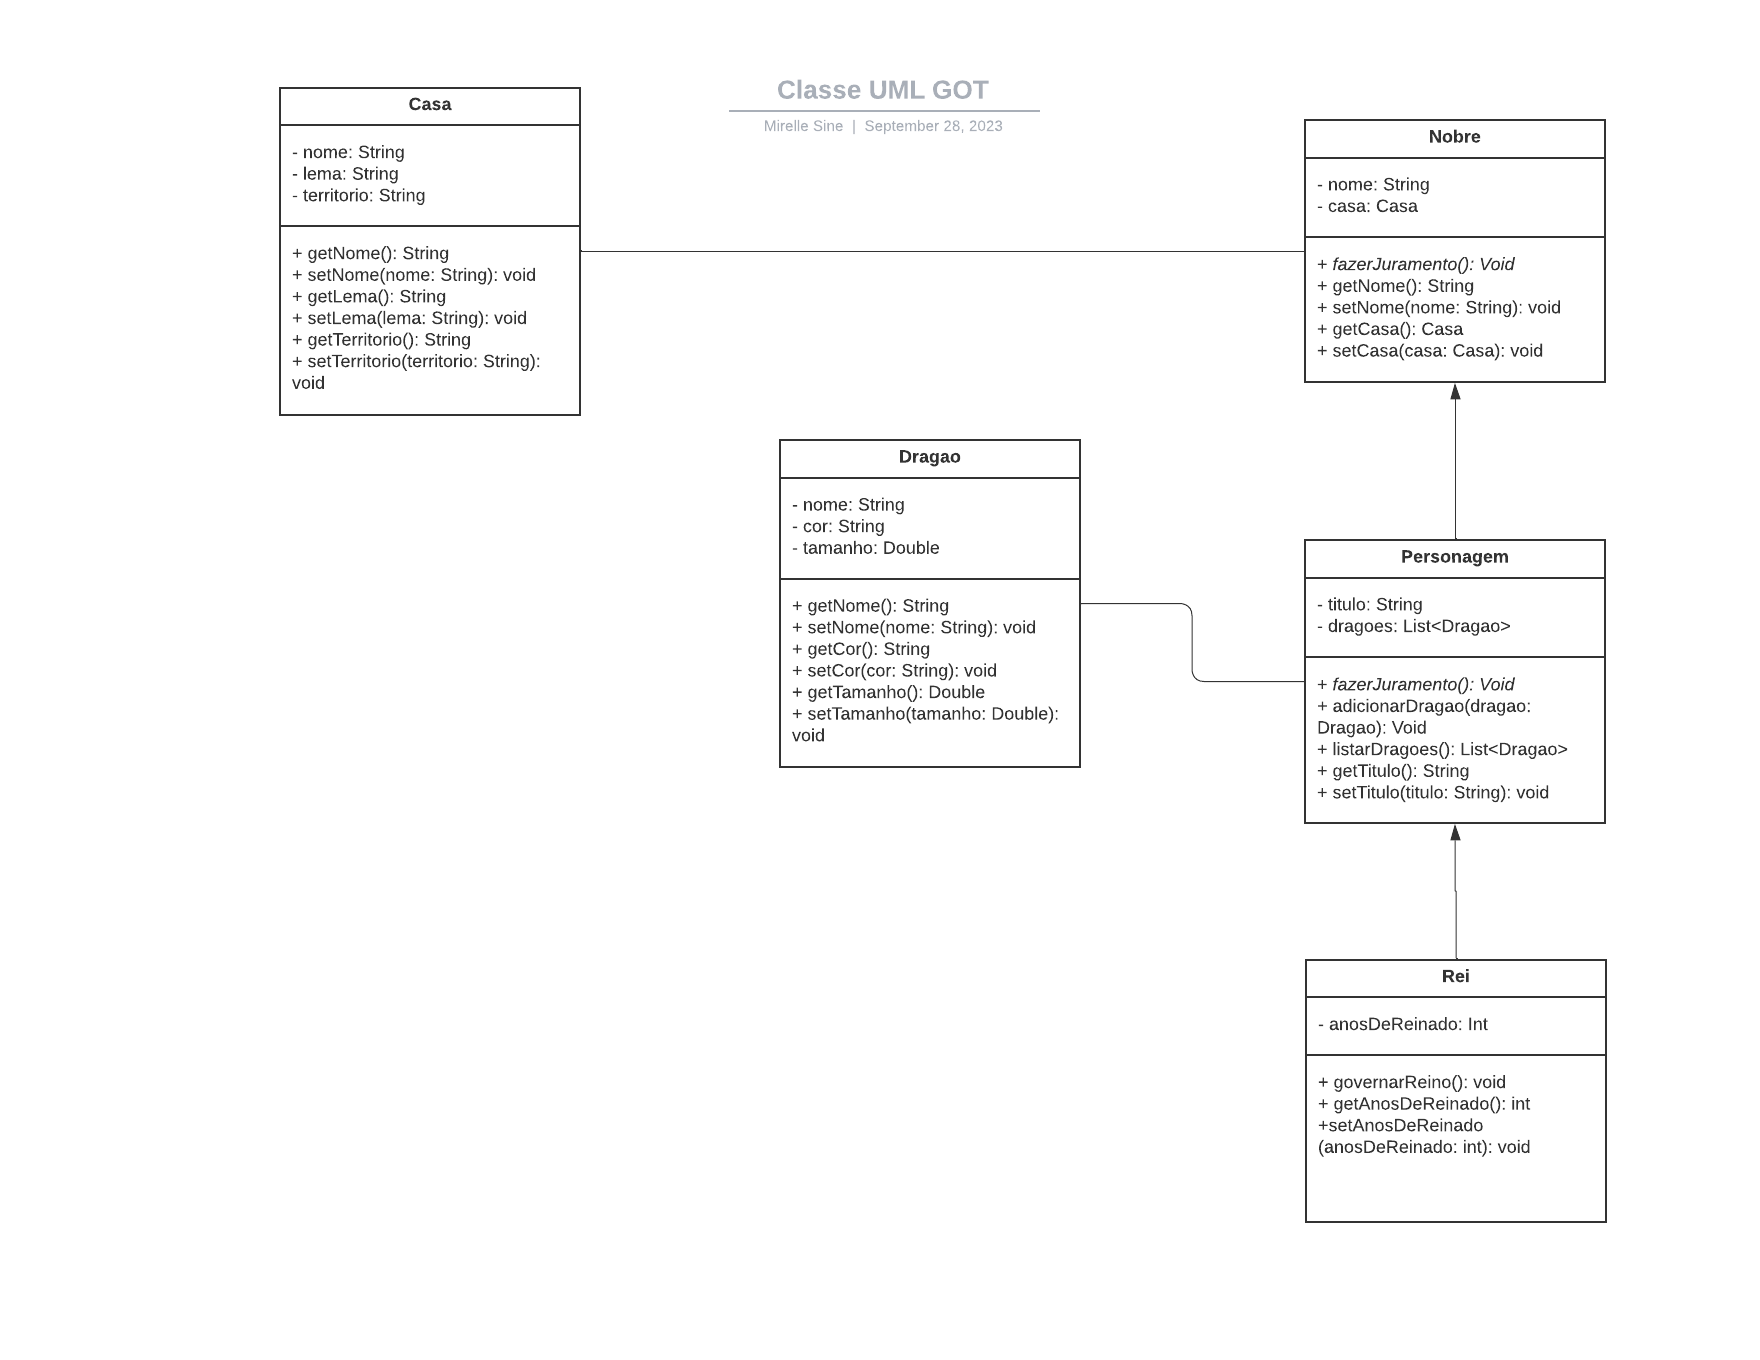 Classe UML GOT
Mirelle Sine | September 28, 2023
Casa
- nome: String
- lema: String
- territorio: String
+ getNome(): String
+ setNome(nome: String): void
+ getLema(): String
+ setLema(lema: String): void
+ getTerritorio(): String
+ setTerritorio(territorio: String):
void
Nobre
- nome: String
- casa: Casa
+ fazerJuramento(): Void
+ getNome(): String
+ setNome(nome: String): void
+ getCasa(): Casa
+ setCasa(casa: Casa): void
Dragao
- nome: String
- cor: String
- tamanho: Double
+ getNome(): String
+ setNome(nome: String): void
+ getCor(): String
+ setCor(cor: String): void
+ getTamanho(): Double
+ setTamanho(tamanho: Double):
void
Personagem
- titulo: String
- dragoes: List<Dragao>
+ fazerJuramento(): Void
+ adicionarDragao(dragao:
Dragao): Void
+ listarDragoes(): List<Dragao>
+ getTitulo(): String
+ setTitulo(titulo: String): void
Rei
- anosDeReinado: Int
+ governarReino(): void
+ getAnosDeReinado(): int
+setAnosDeReinado
(anosDeReinado: int): void